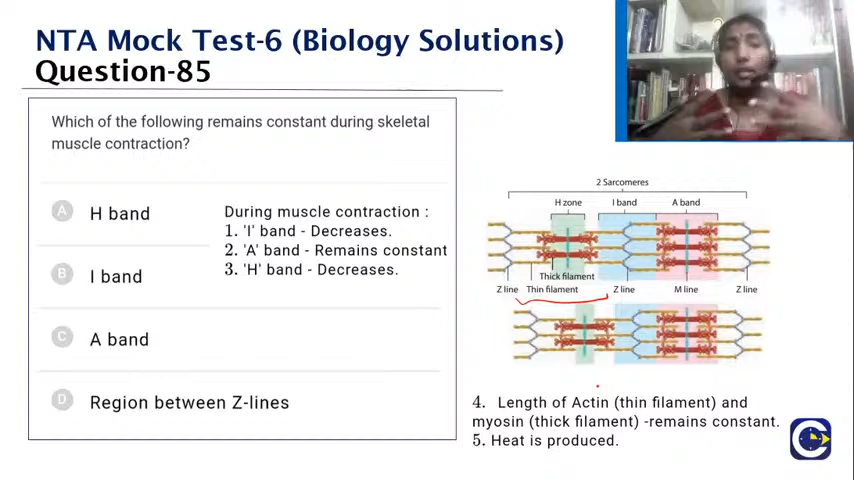 NTA Mock Test-6 (Biology Solutions)
Question-85
Which of the following remains constant during skeletal
muscle contraction?
A H band
B I band
C A band
D Region between Z-lines
During muscle contraction :
1. 'I' band - Decreases.
2. 'A' band - Remains constant
3. 'H' band - Decreases.
2 Sarcomeres
H zone I band A band
Thick filament
Z line Thin filament Z line M line Z line
4. Length of Actin (thin filament) and
myosin (thick filament) -remains constant.
5. Heat is produced.